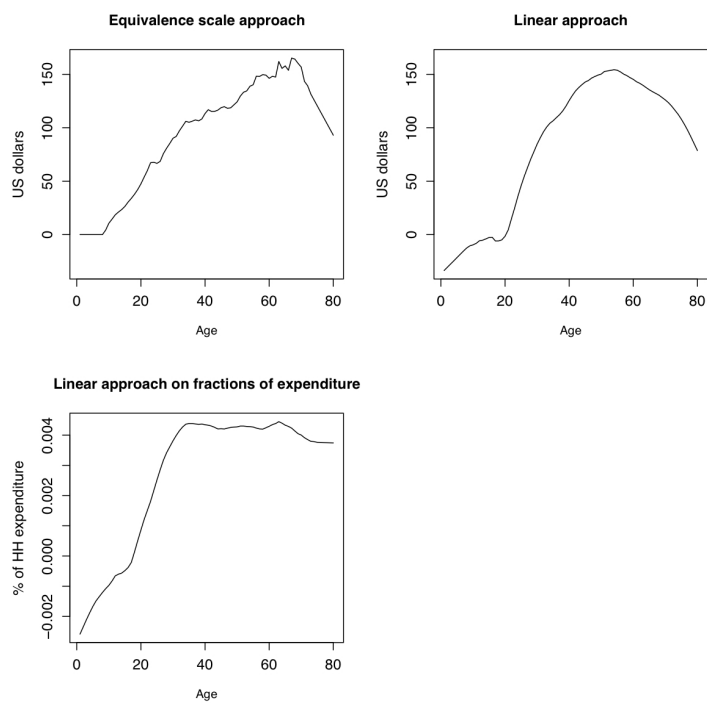 Equivalence scale approach
US dollars
150
100
50
0
0 20 40 60 80
Age
Linear approach
US dollars
150
100
50
0
0 20 40 60 80
Age
Linear approach on fractions of expenditure
% of HH expenditure
0.004
0.002
0.000
−0.002
0 20 40 60 80
Age